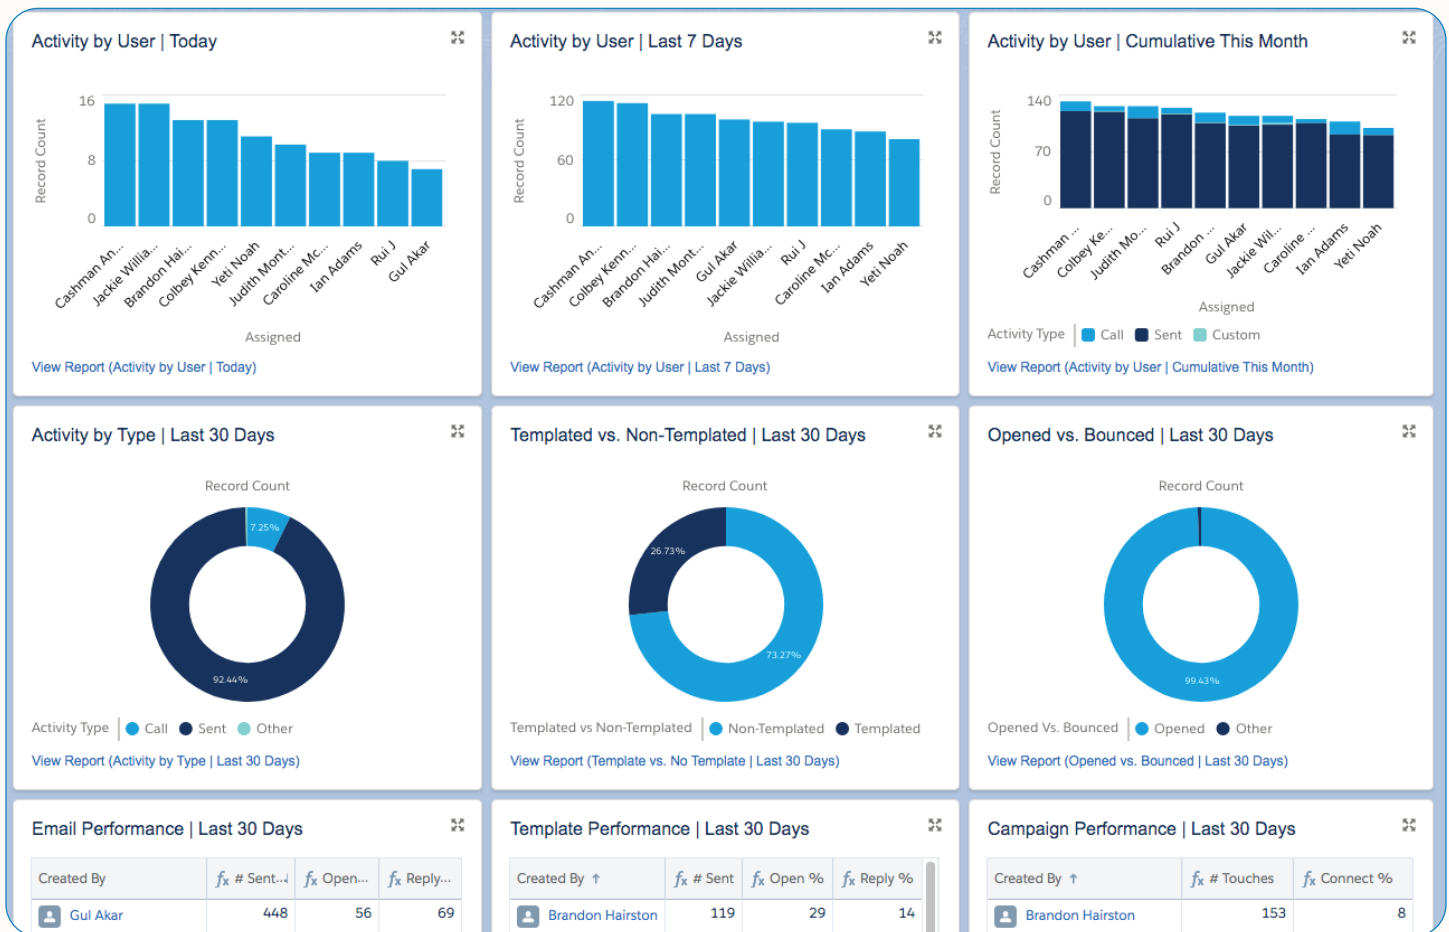 Activity by User | Today
Record Count
16
8
0
Cashman An...
Jackie Willia...
Brandon Hai...
Colbey Kenn...
Yeti Noah
Judith Mont...
Caroline Mc...
Ian Adams
Rui J
Gul Akar
Assigned
View Report (Activity by User | Today)
Activity by User | Last 7 Days
Record Count
120
60
0
Cashman An...
Colbey Kenn...
Brandon Hai...
Judith Mont...
Gul Akar
Jackie Willia...
Rui J
Caroline Mc...
Ian Adams
Yeti Noah
Assigned
View Report (Activity by User | Last 7 Days)
Activity by User | Cumulative This Month
Record Count
140
70
0
Cashman ...
Colbey Ke...
Judith Mo...
Rui J
Brandon ...
Gul Akar
Jackie Wil...
Caroline ...
Ian Adams
Yeti Noah
Assigned
Activity Type Call Sent Custom
View Report (Activity by User | Cumulative This Month)
Activity by Type | Last 30 Days
Record Count
7.25%
92.44%
Activity Type Call Sent Other
View Report (Activity by Type | Last 30 Days)
Templated vs. Non-Templated | Last 30 Days
Record Count
26.73%
73.27%
Templated vs Non-Templated Non-Templated Templated
View Report (Template vs. No Template | Last 30 Days)
Opened vs. Bounced | Last 30 Days
Record Count
99.43%
Opened Vs. Bounced Opened Other
View Report (Opened vs. Bounced | Last 30 Days)
Email Performance | Last 30 Days
Created By fx # Sent...↓ fx Open... fx Reply...
Gul Akar 448 56 69
Template Performance | Last 30 Days
Created By ↑ fx # Sent fx Open % fx Reply %
Brandon Hairston 119 29 14
Campaign Performance | Last 30 Days
Created By ↑ fx # Touches fx Connect %
Brandon Hairston 153 8